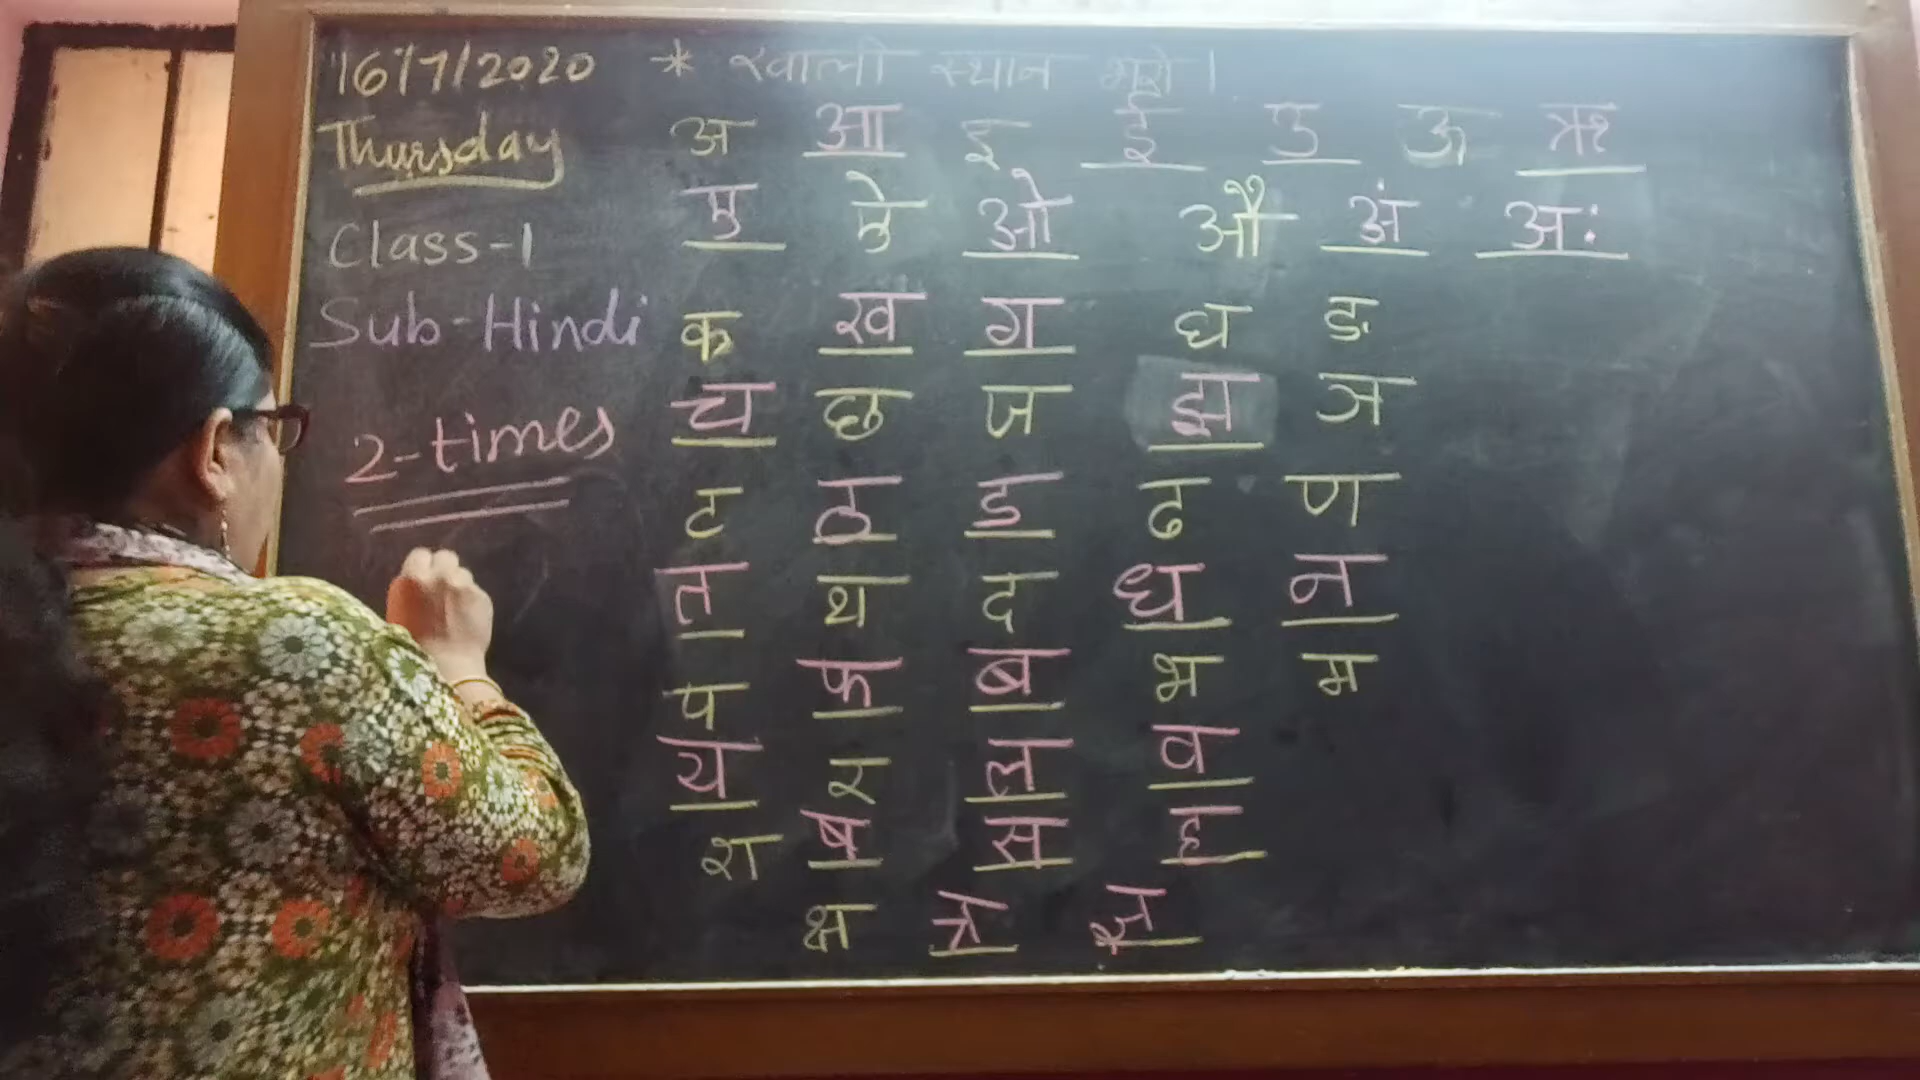 16/7/2020 * खाली स्थान भरो।
Thursday
अ आ इ ई उ ऊ ऋ
Class-1
ए ऐ ओ औ अं अः
Sub-Hindi
क ख ग घ ङ
2-times
च छ ज झ ञ
ट ठ ड ढ ण
त थ द ध न
प फ ब भ म
य र ल व
श ष स ह
क्ष त्र ज्ञ